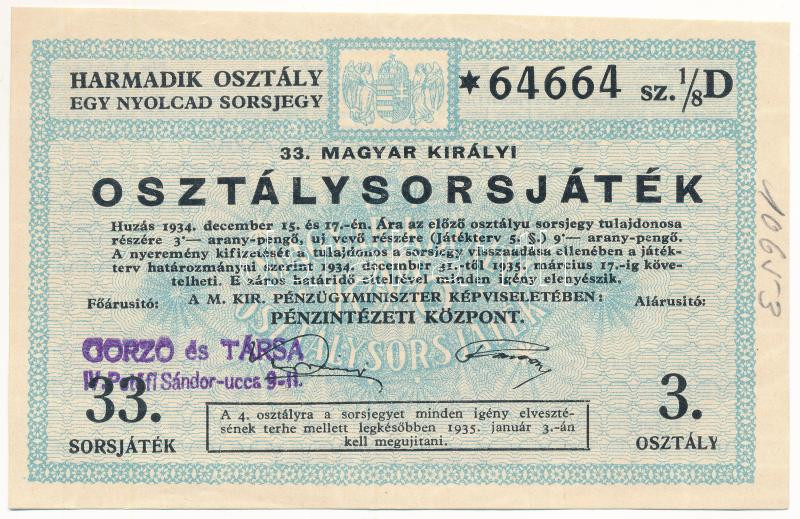 HARMADIK OSZTÁLY
EGY NYOLCAD SORSJEGY
✶64664 sz. 1/8 D
33. MAGYAR KIRÁLYI
OSZTÁLYSORSJÁTÉK
Huzás 1934. december 15. és 17.-én. Ára az előző osztályu sorsjegy tulajdonosa
részére 3·— arany-pengő, uj vevő részére (Játékterv 5. §.) 9·— arany-pengő.
A nyeremény kifizetését a tulajdonos a sorsjegy visszaadása ellenében a játék-
terv határozmányai szerint 1934. december 31.-től 1935. március 17.-ig köve-
telheti. E záros határidő elteltével minden igény elenyészik.
Főárusitó:
A M. KIR. PÉNZÜGYMINISZTER KÉPVISELETÉBEN:
Alárusitó:
PÉNZINTÉZETI KÖZPONT.
OSZTÁLYSORSJÁTÉK
GORZÓ és TÁRSA
IV. Petőfi Sándor-ucca 9-11.
33.
SORSJÁTÉK
A 4. osztályra a sorsjegyet minden igény elveszté-
sének terhe mellett legkésőbben 1935. január 3.-án
kell megujitani.
3.
OSZTÁLY